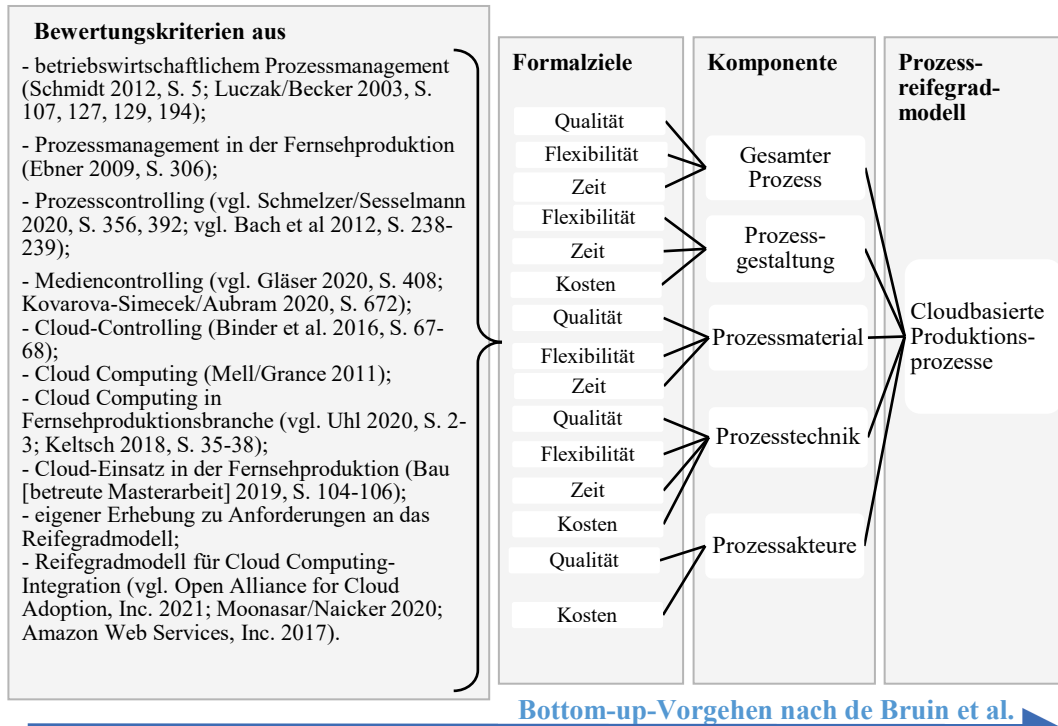 Bewertungskriterien aus
- betriebswirtschaftlichem Prozessmanagement
(Schmidt 2012, S. 5; Luczak/Becker 2003, S.
107, 127, 129, 194);
- Prozessmanagement in der Fernsehproduktion
(Ebner 2009, S. 306);
- Prozesscontrolling (vgl. Schmelzer/Sesselmann
2020, S. 356, 392; vgl. Bach et al 2012, S. 238-
239);
- Mediencontrolling (vgl. Gläser 2020, S. 408;
Kovarova-Simecek/Aubram 2020, S. 672);
- Cloud-Controlling (Binder et al. 2016, S. 67-
68);
- Cloud Computing (Mell/Grance 2011);
- Cloud Computing in
Fernsehproduktionsbranche (vgl. Uhl 2020, S. 2-
3; Keltsch 2018, S. 35-38);
- Cloud-Einsatz in der Fernsehproduktion (Bau
[betreute Masterarbeit] 2019, S. 104-106);
- eigener Erhebung zu Anforderungen an das
Reifegradmodell;
- Reifegradmodell für Cloud Computing-
Integration (vgl. Open Alliance for Cloud
Adoption, Inc. 2021; Moonasar/Naicker 2020;
Amazon Web Services, Inc. 2017).
Formalziele
Qualität
Flexibilität
Zeit
Flexibilität
Zeit
Kosten
Qualität
Flexibilität
Zeit
Qualität
Flexibilität
Zeit
Kosten
Qualität
Kosten
Komponente
Gesamter
Prozess
Prozess-
gestaltung
Prozessmaterial
Prozesstechnik
Prozessakteure
Prozess-
reifegrad-
modell
Cloudbasierte
Produktions-
prozesse
Bottom-up-Vorgehen nach de Bruin et al.